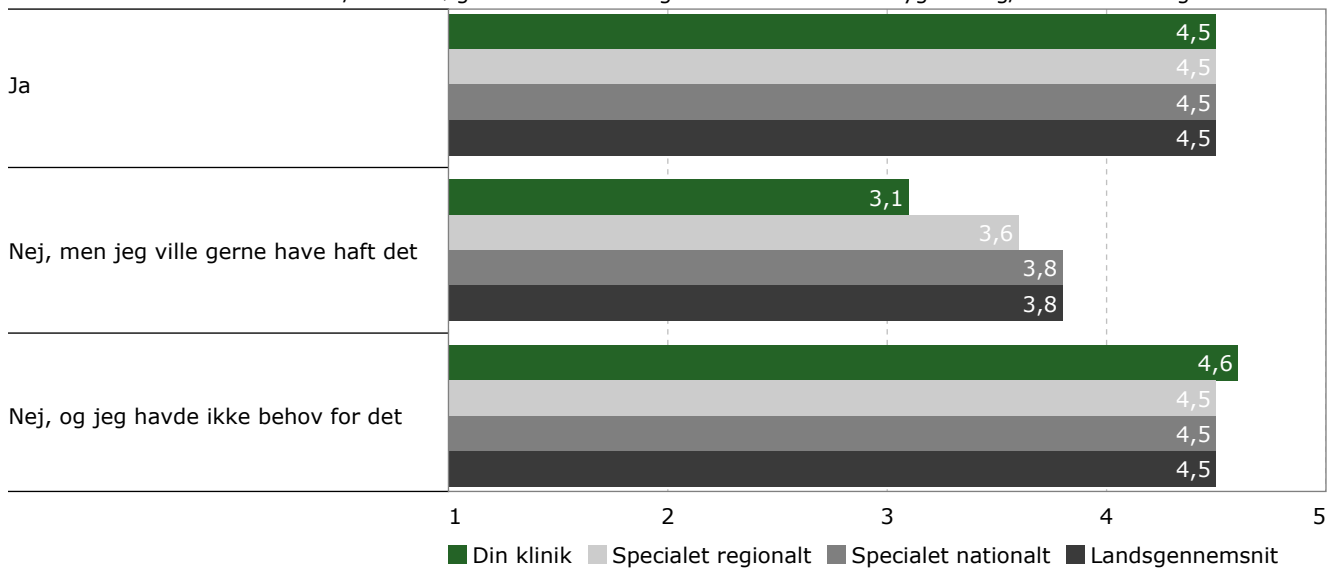 Ja
4,5
4,5
4,5
4,5
Nej, men jeg ville gerne have haft det
3,1
3,6
3,8
3,8
Nej, og jeg havde ikke behov for det
4,6
4,5
4,5
4,5
1 2 3 4 5
Din klinik Specialet regionalt Specialet nationalt Landsgennemsnit